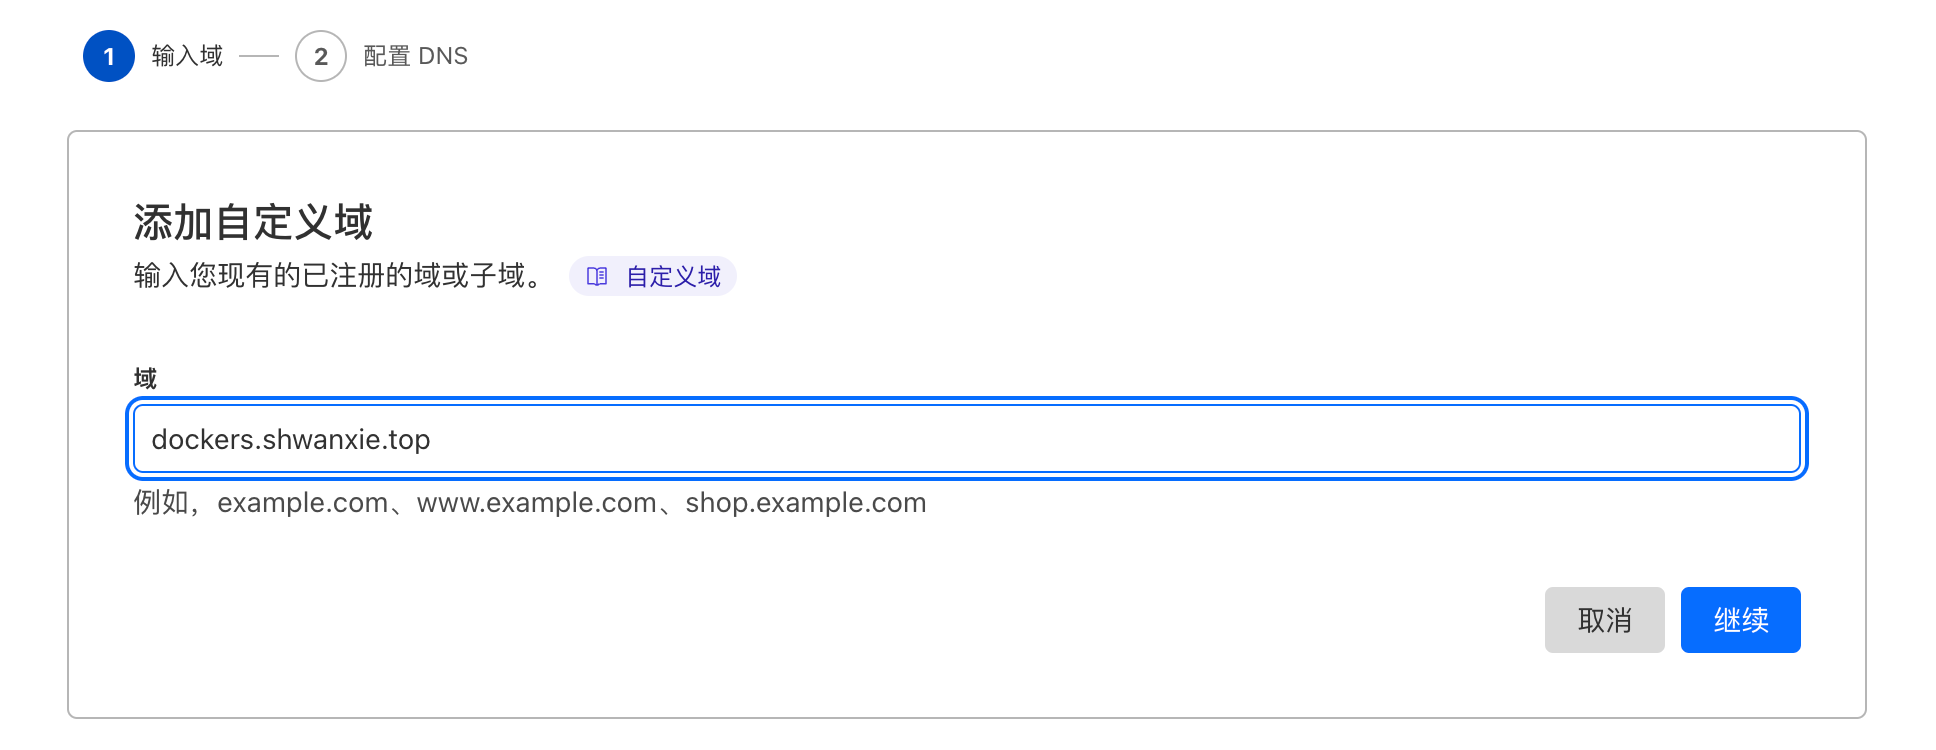 1 输入域 2 配置 DNS
添加自定义域
输入您现有的已注册的域或子域。 自定义域
域
dockers.shwanxie.top
例如，example.com、www.example.com、shop.example.com
取消 继续